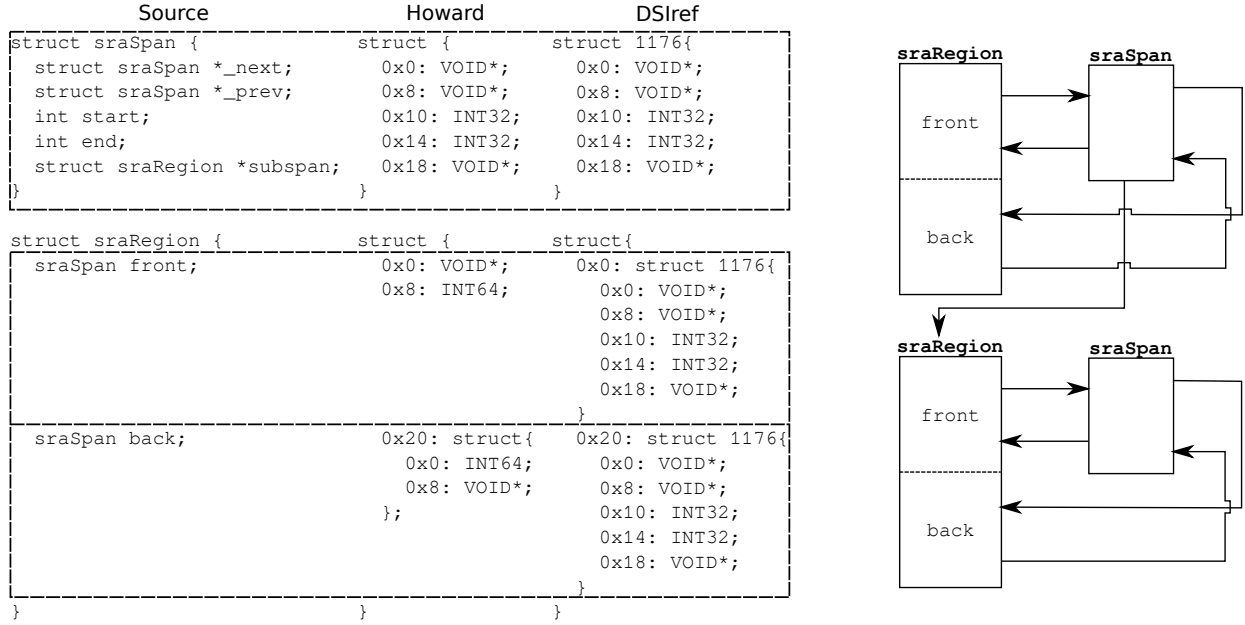 Source Howard DSIref
struct sraSpan { struct { struct 1176{
struct sraSpan *_next; 0x0: VOID*; 0x0: VOID*;
struct sraSpan *_prev; 0x8: VOID*; 0x8: VOID*;
int start; 0x10: INT32; 0x10: INT32;
int end; 0x14: INT32; 0x14: INT32;
struct sraRegion *subspan; 0x18: VOID*; 0x18: VOID*;
} } }
struct sraRegion { struct { struct{
sraSpan front; 0x0: VOID*; 0x0: struct 1176{
0x8: INT64; 0x0: VOID*;
0x8: VOID*;
0x10: INT32;
0x14: INT32;
0x18: VOID*;
}
sraSpan back; 0x20: struct{ 0x20: struct 1176{
0x0: INT64; 0x0: VOID*;
0x8: VOID*; 0x8: VOID*;
}; 0x10: INT32;
0x14: INT32;
0x18: VOID*;
}
} } }
sraRegion sraSpan
front
back
sraRegion sraSpan
front
back